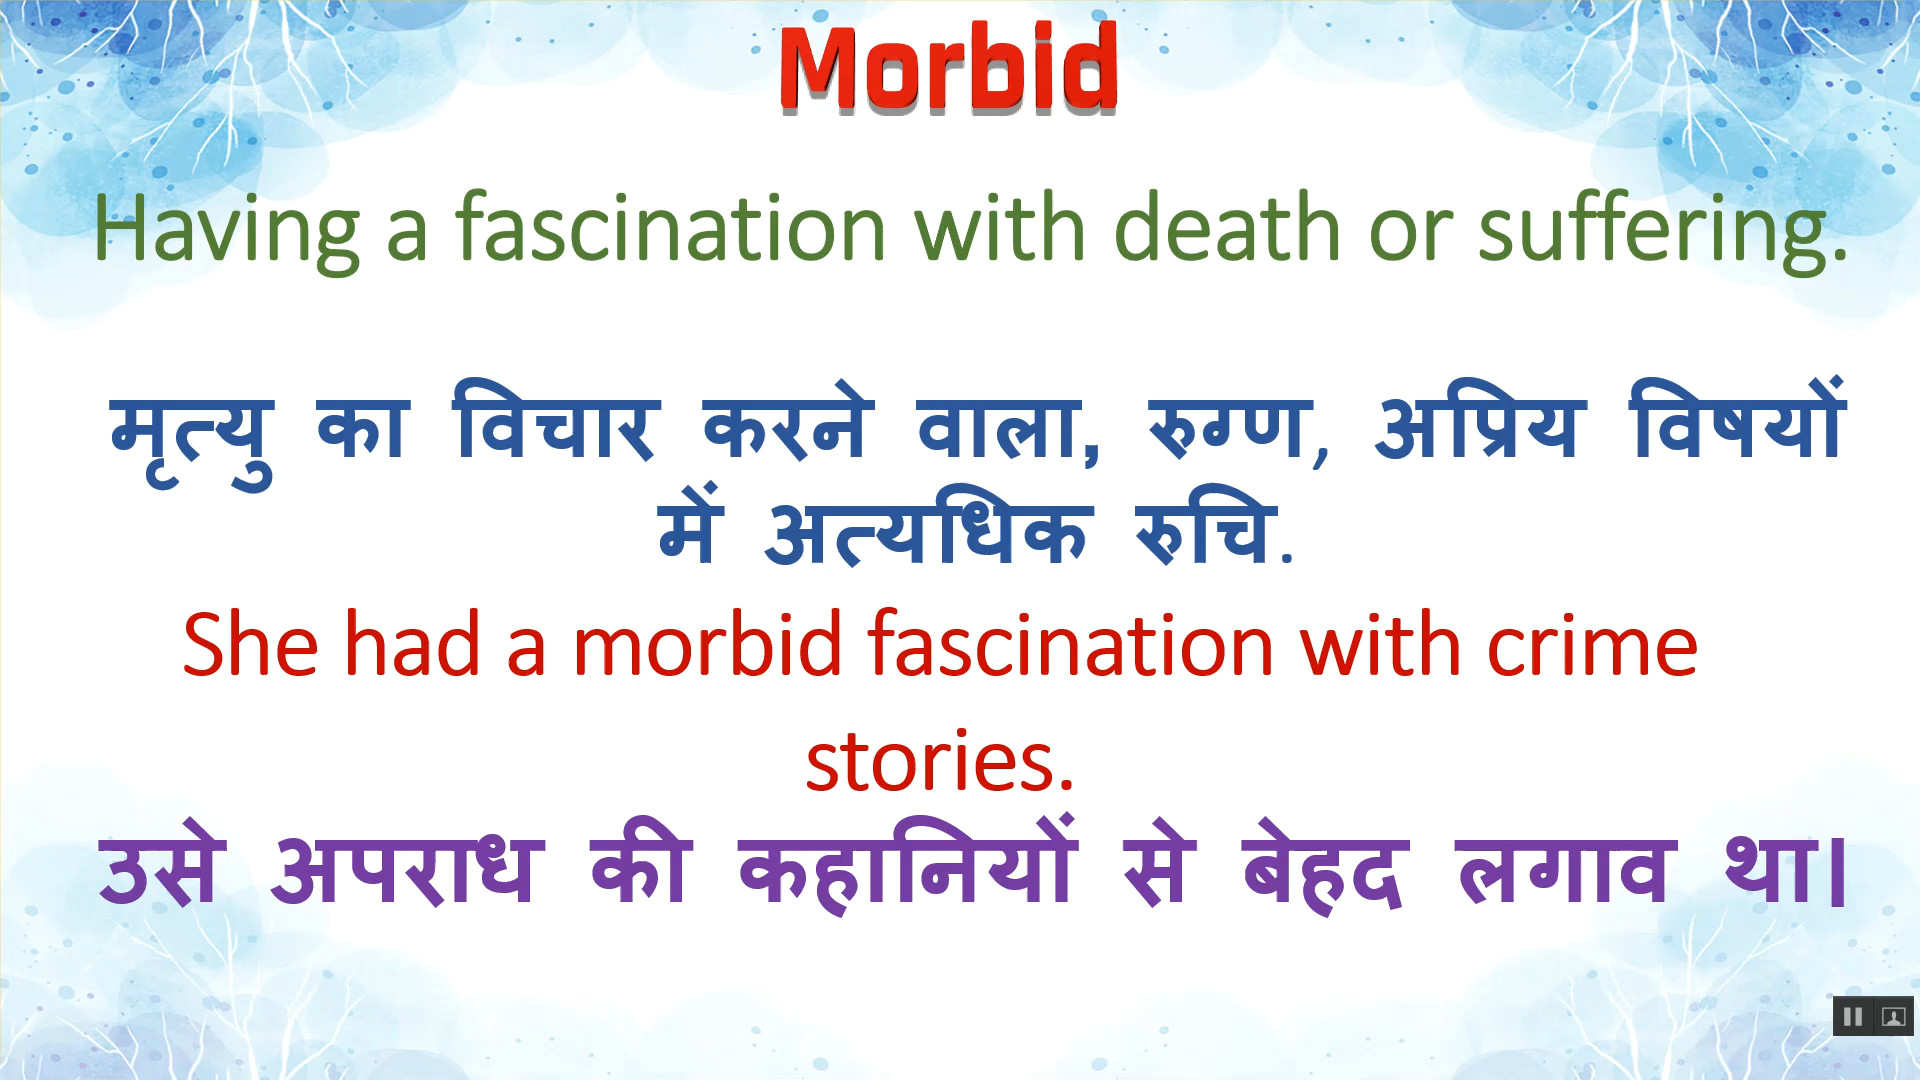 Morbid
Having a fascination with death or suffering.
मृत्यु का विचार करने वाला, रुग्ण, अप्रिय विषयों
में अत्यधिक रुचि.
She had a morbid fascination with crime
stories.
उसे अपराध की कहानियों से बेहद लगाव था।